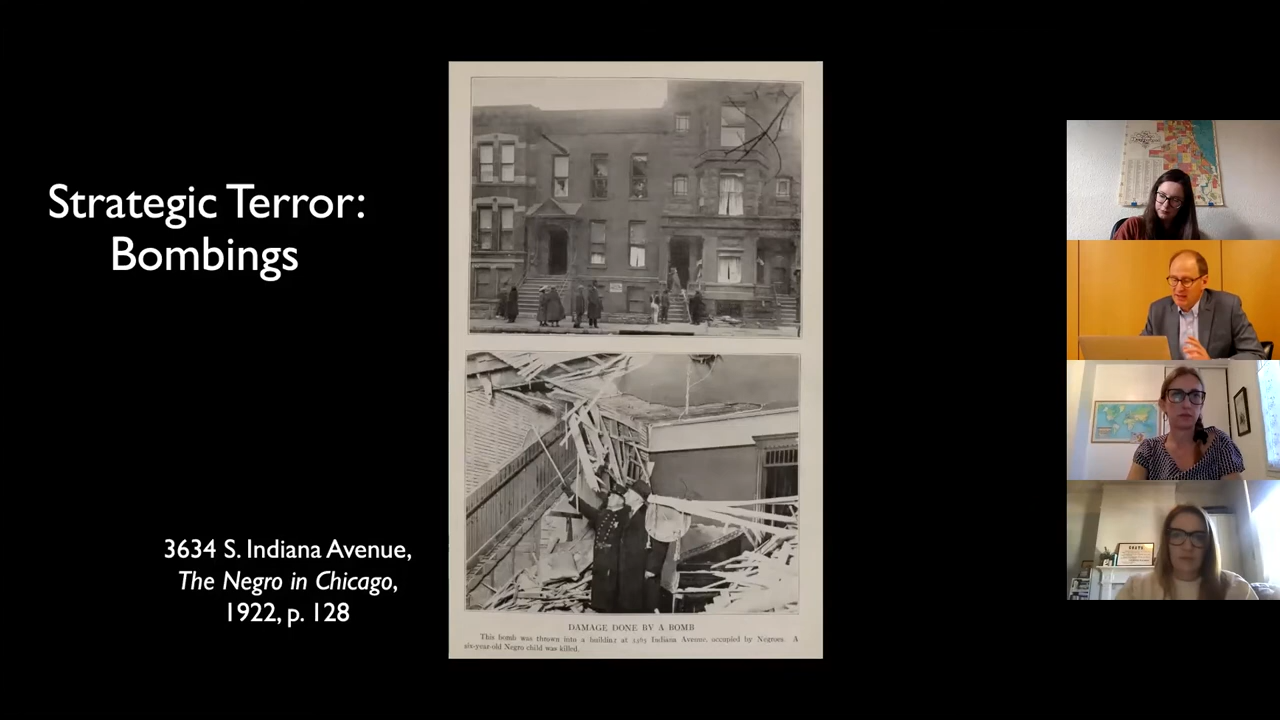 Strategic Terror:
Bombings
3634 S. Indiana Avenue,
The Negro in Chicago,
1922, p. 128
DAMAGE DONE BY A BOMB
This bomb was thrown into a building at Indiana Avenue, occupied by Negroes. A
six-year-old Negro child was killed.